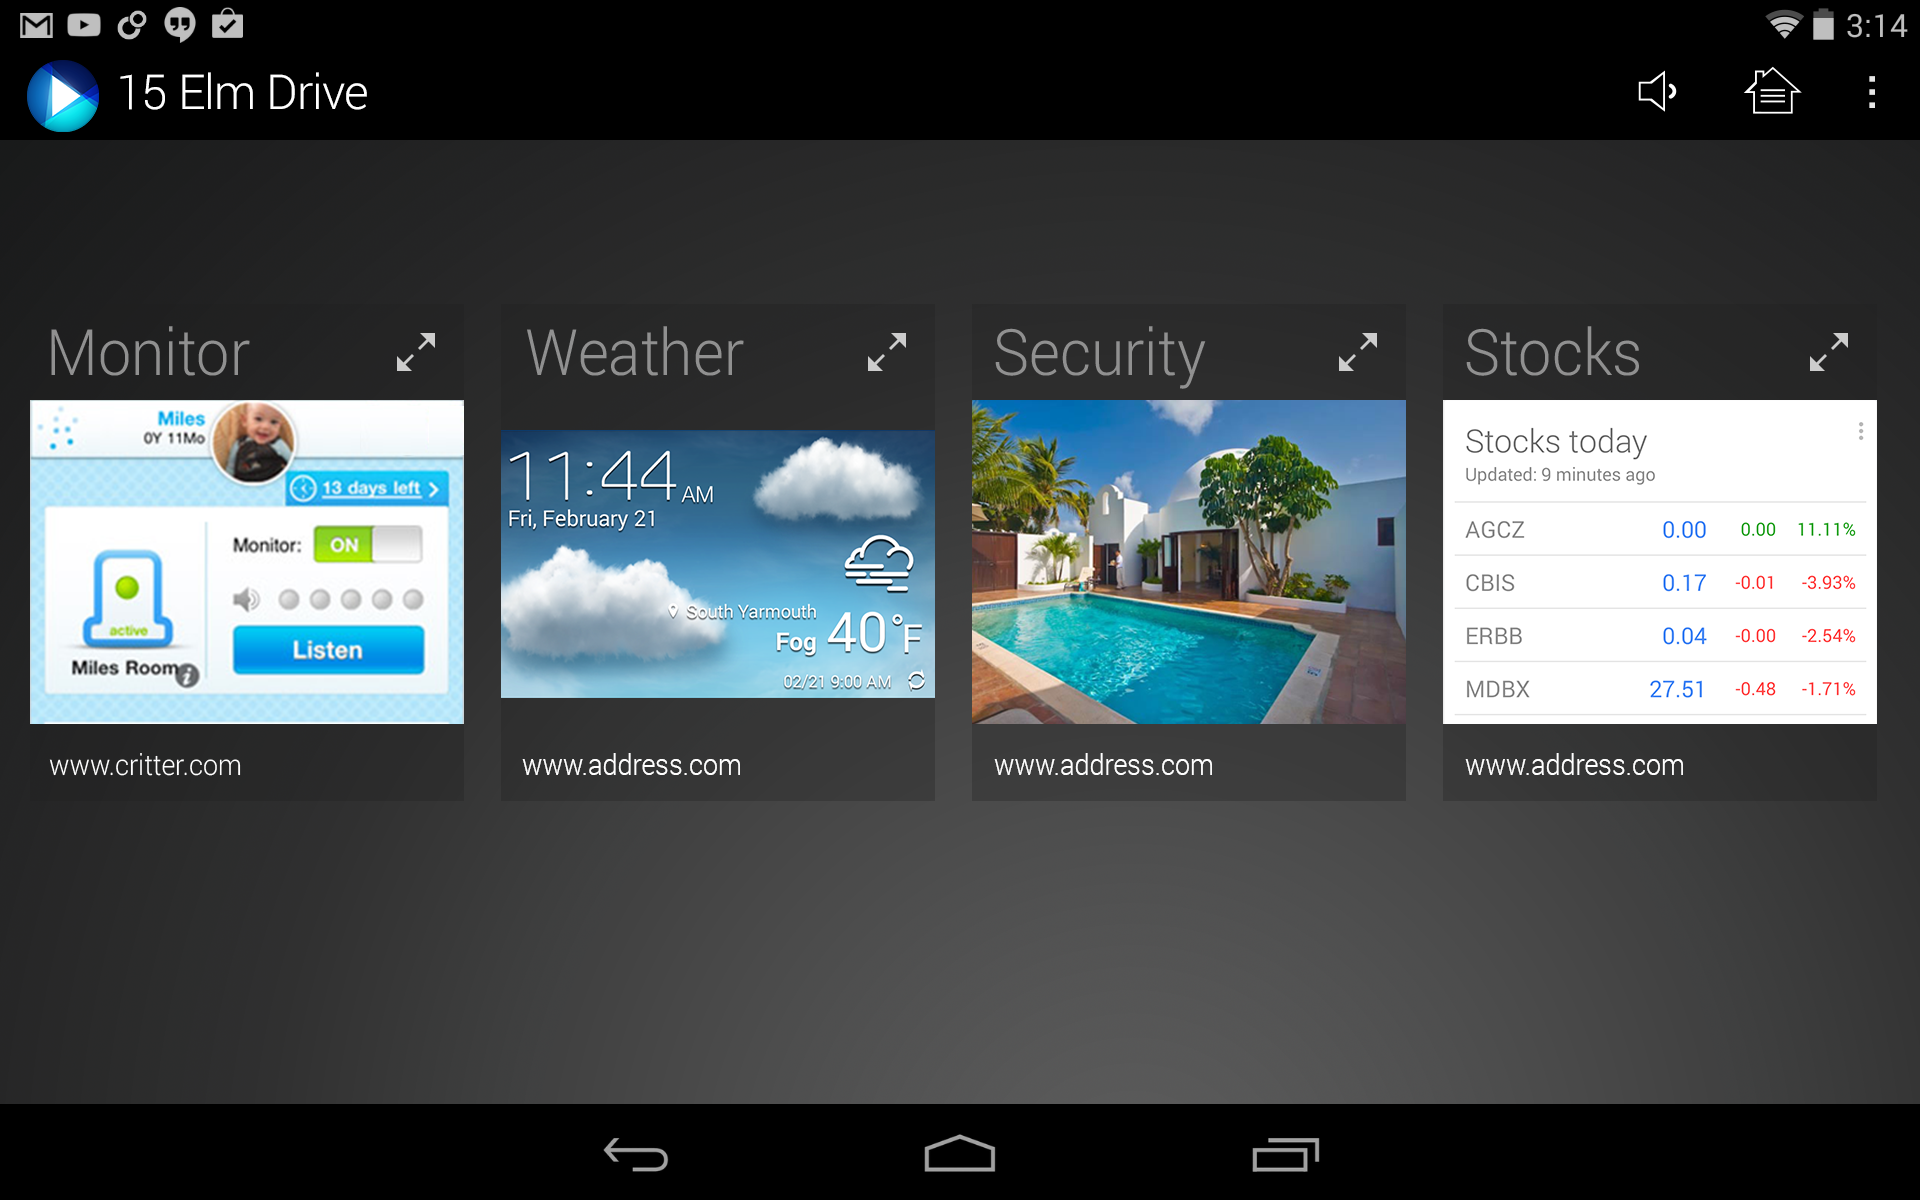 3:14
15 Elm Drive
Monitor
Miles
0Y 11Mo
13 days left
Monitor: ON
active
Listen
Miles Room
www.critter.com
Weather
11:44 AM
Fri, February 21
South Yarmouth
Fog 40°F
02/21 9:00 AM
www.address.com
Security
www.address.com
Stocks
Stocks today
Updated: 9 minutes ago
AGCZ 0.00 0.00 11.11%
CBIS 0.17 -0.01 -3.93%
ERBB 0.04 -0.00 -2.54%
MDBX 27.51 -0.48 -1.71%
www.address.com